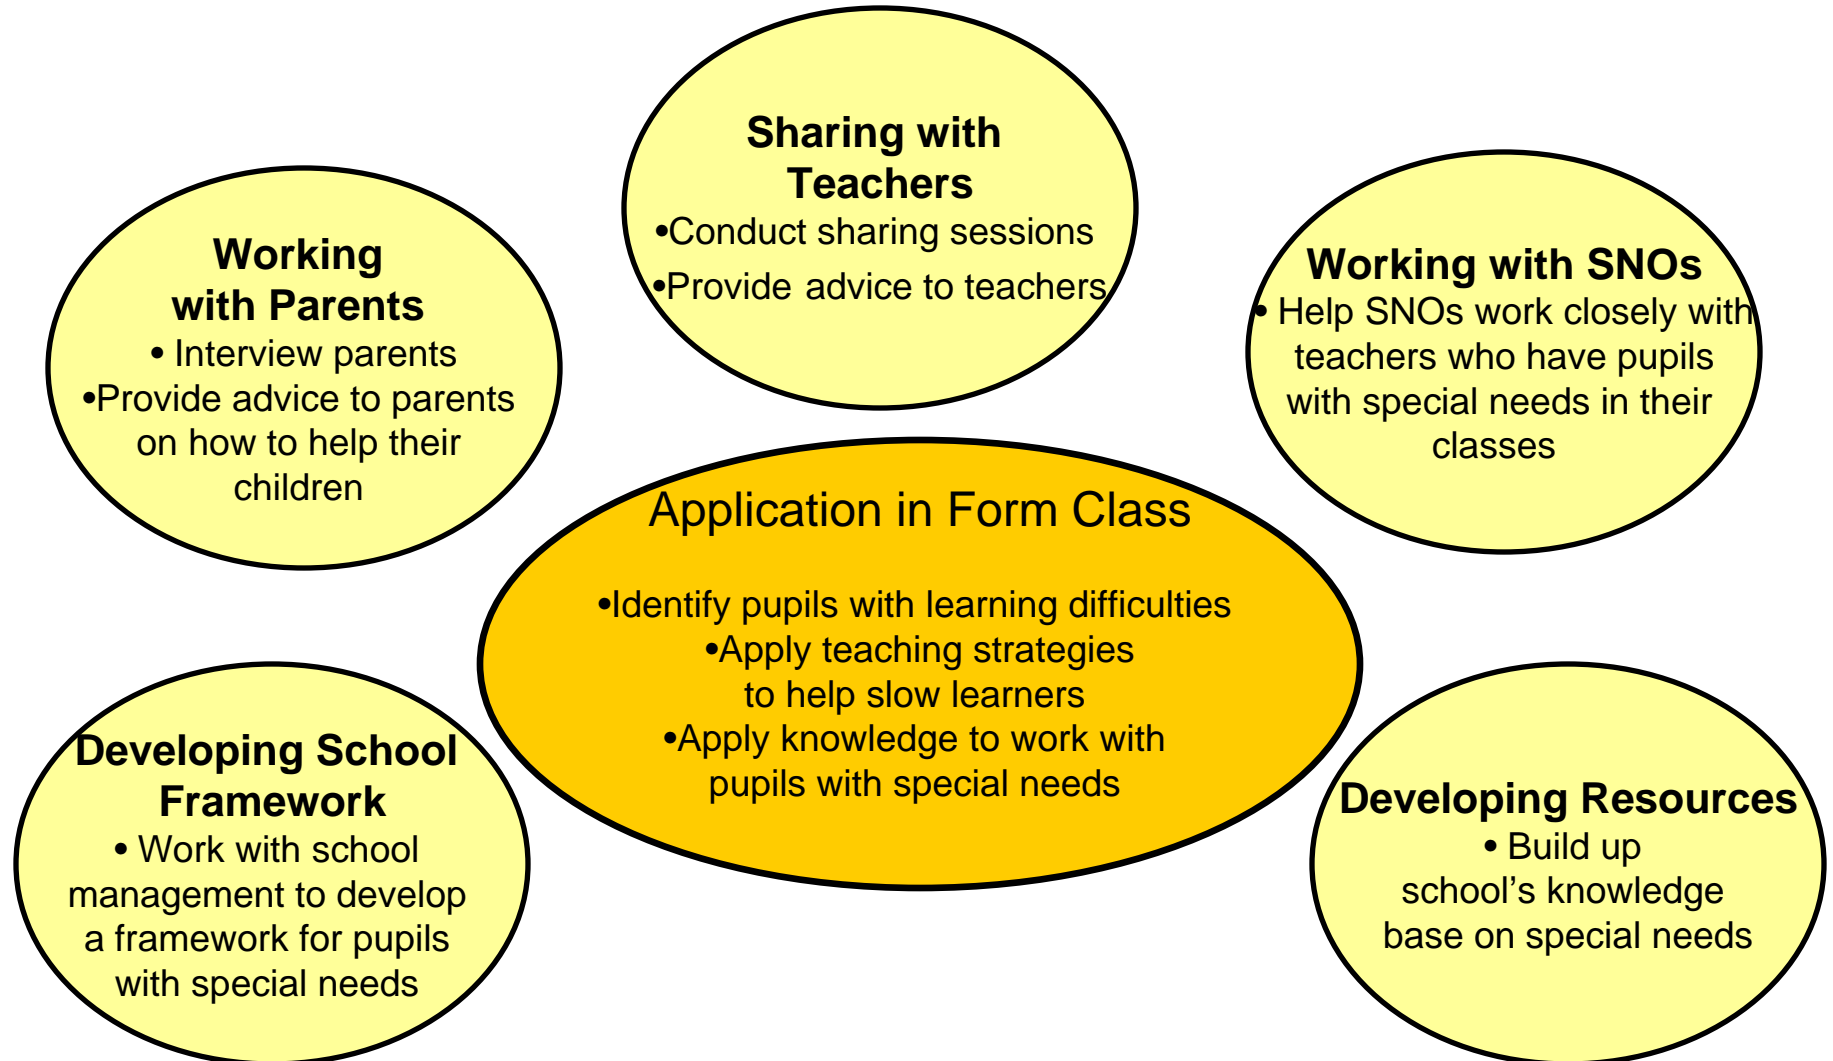 Sharing with
Teachers
•Conduct sharing sessions
•Provide advice to teachers
Working
with Parents
• Interview parents
•Provide advice to parents
on how to help their
children
Working with SNOs
• Help SNOs work closely with
teachers who have pupils
with special needs in their
classes
Application in Form Class
•Identify pupils with learning difficulties
•Apply teaching strategies
to help slow learners
•Apply knowledge to work with
pupils with special needs
Developing School
Framework
• Work with school
management to develop
a framework for pupils
with special needs
Developing Resources
• Build up
school’s knowledge
base on special needs